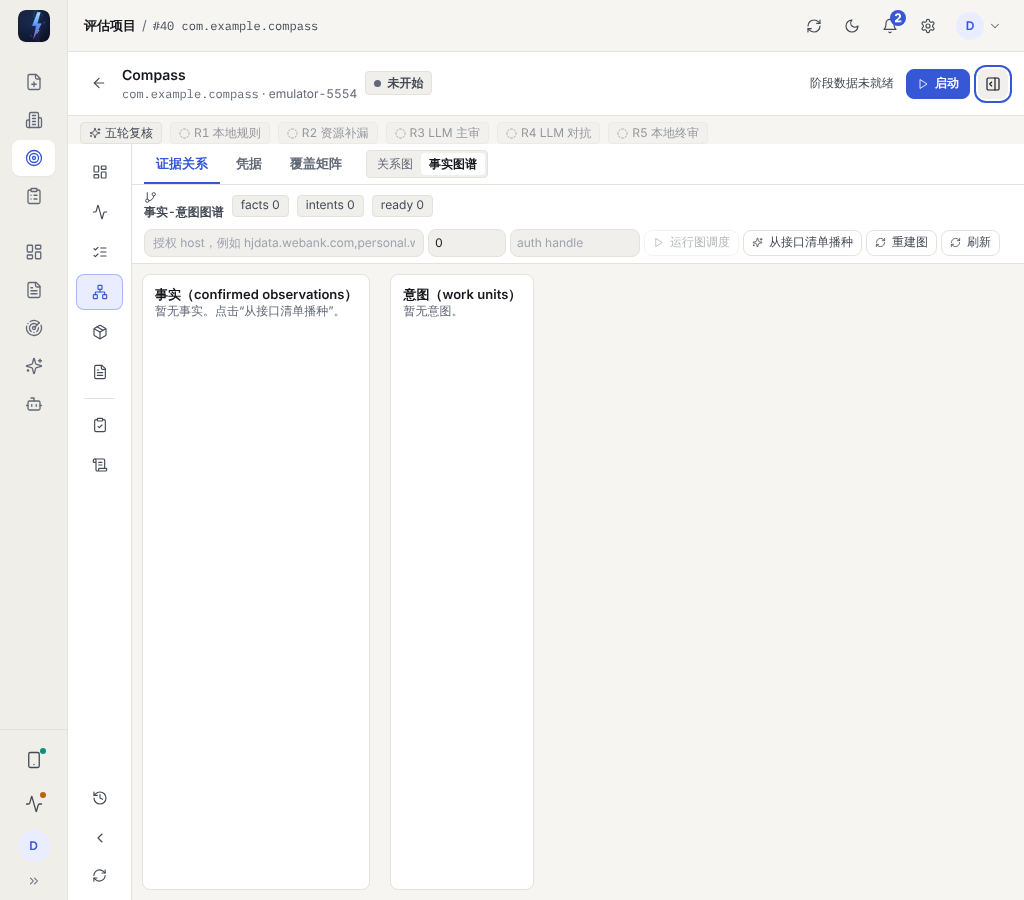 评估项目 / #40 com.example.compass
2
D
Compass
com.example.compass · emulator-5554
未开始
阶段数据未就绪
启动
五轮复核
R1 本地规则
R2 资源补漏
R3 LLM 主审
R4 LLM 对抗
R5 本地终审
证据关系
凭据
覆盖矩阵
关系图
事实图谱
事实-意图图谱
facts 0
intents 0
ready 0
授权 host，例如 hjdata.webank.com,personal.w
0
auth handle
运行图调度
从接口清单播种
重建图
刷新
事实（confirmed observations）
暂无事实。点击“从接口清单播种”。
意图（work units）
暂无意图。
D